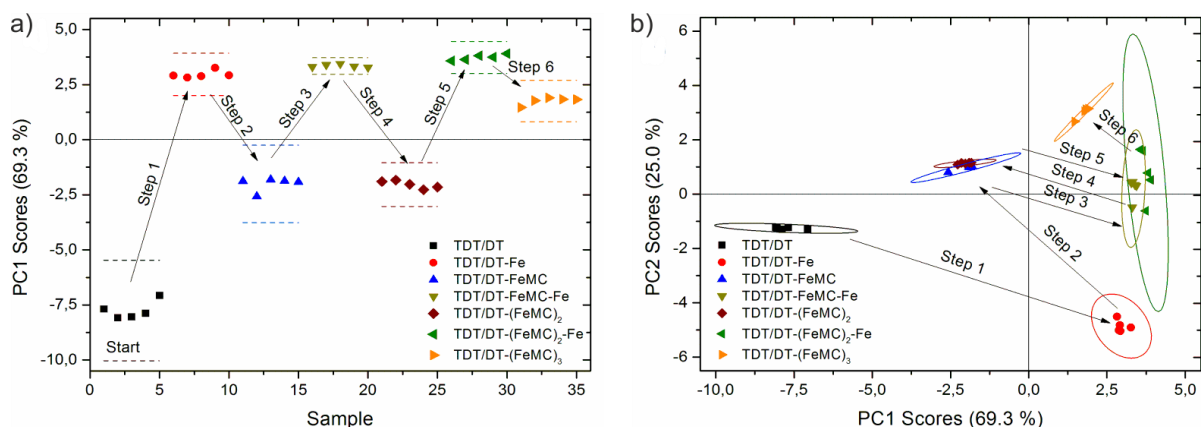 a)
PC1 Scores (69.3 %)
5,0
2,5
0,0
-2,5
-5,0
-7,5
-10,0
Step 1
Step 2
Step 3
Step 4
Step 5
Step 6
Start
TDT/DT
TDT/DT-Fe
TDT/DT-FeMC
TDT/DT-FeMC-Fe
TDT/DT-(FeMC)₂
TDT/DT-(FeMC)₂-Fe
TDT/DT-(FeMC)₃
0 5 10 15 20 25 30 35
Sample
b)
PC2 Scores (25.0 %)
6
4
2
0
-2
-4
-6
Step 6
Step 5
Step 4
Step 3
Step 2
Step 1
TDT/DT
TDT/DT-Fe
TDT/DT-FeMC
TDT/DT-FeMC-Fe
TDT/DT-(FeMC)₂
TDT/DT-(FeMC)₂-Fe
TDT/DT-(FeMC)₃
-10,0 -7,5 -5,0 -2,5 0,0 2,5 5,0
PC1 Scores (69.3 %)